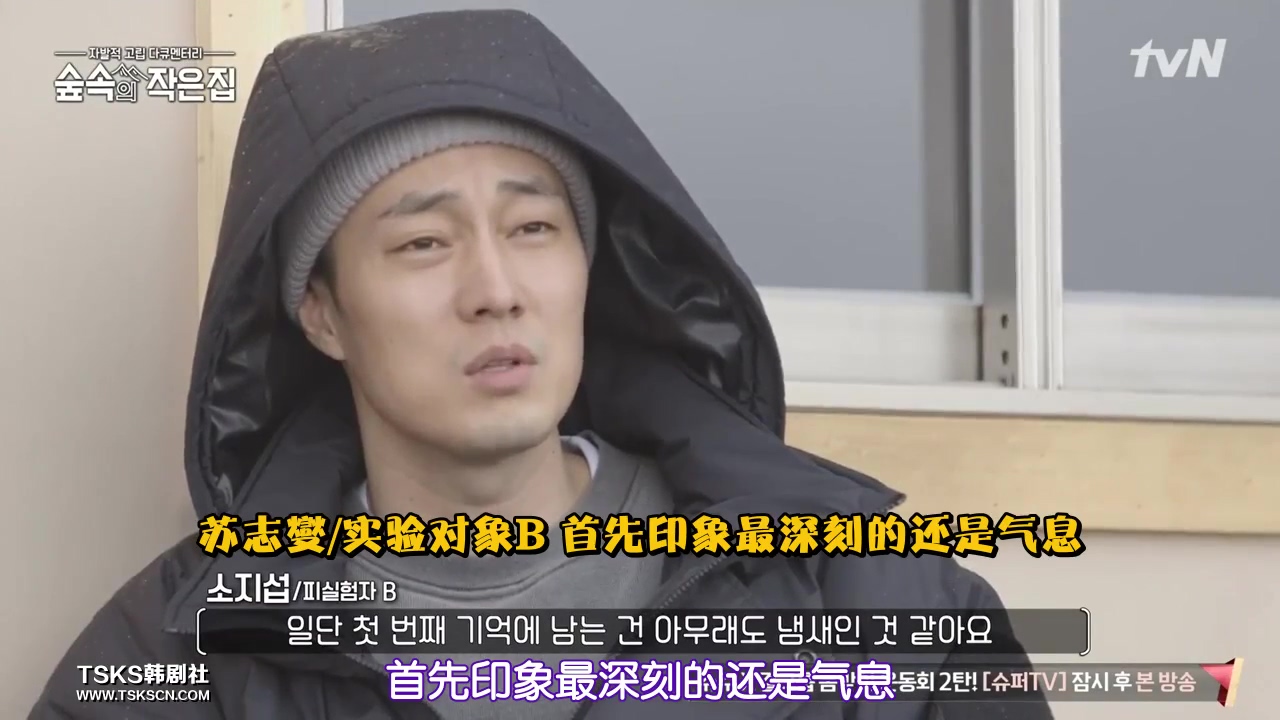 자발적 고립 다큐멘터리
숲속의 작은집
tvN
苏志燮/实验对象B 首先印象最深刻的还是气息
소지섭/피실험자 B
일단 첫 번째 기억에 남는 건 아무래도 냄새인 것 같아요
TSKS韩剧社
WWW.TSKSCN.COM
首先印象最深刻的还是气息
2탄! [슈퍼TV] 잠시 후 본 방송